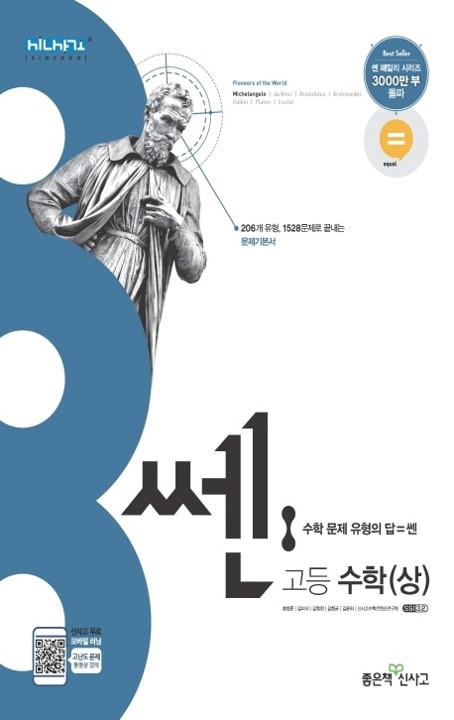 Best Seller
쎈 패밀리 시리즈
3000만 부
돌파
equal
Pioneers of the World
Michelangelo | da Vinci | Aristoteles | Archimedes
Galilei | Platon | Euclid
206개 유형, 1528문제로 끝내는
문제기본서
쎈
수학 문제 유형의 답=쎈
고등 수학(상)
신사고 무료
모바일 러닝
고난도 문제
동영상 강의
좋은책 신사고